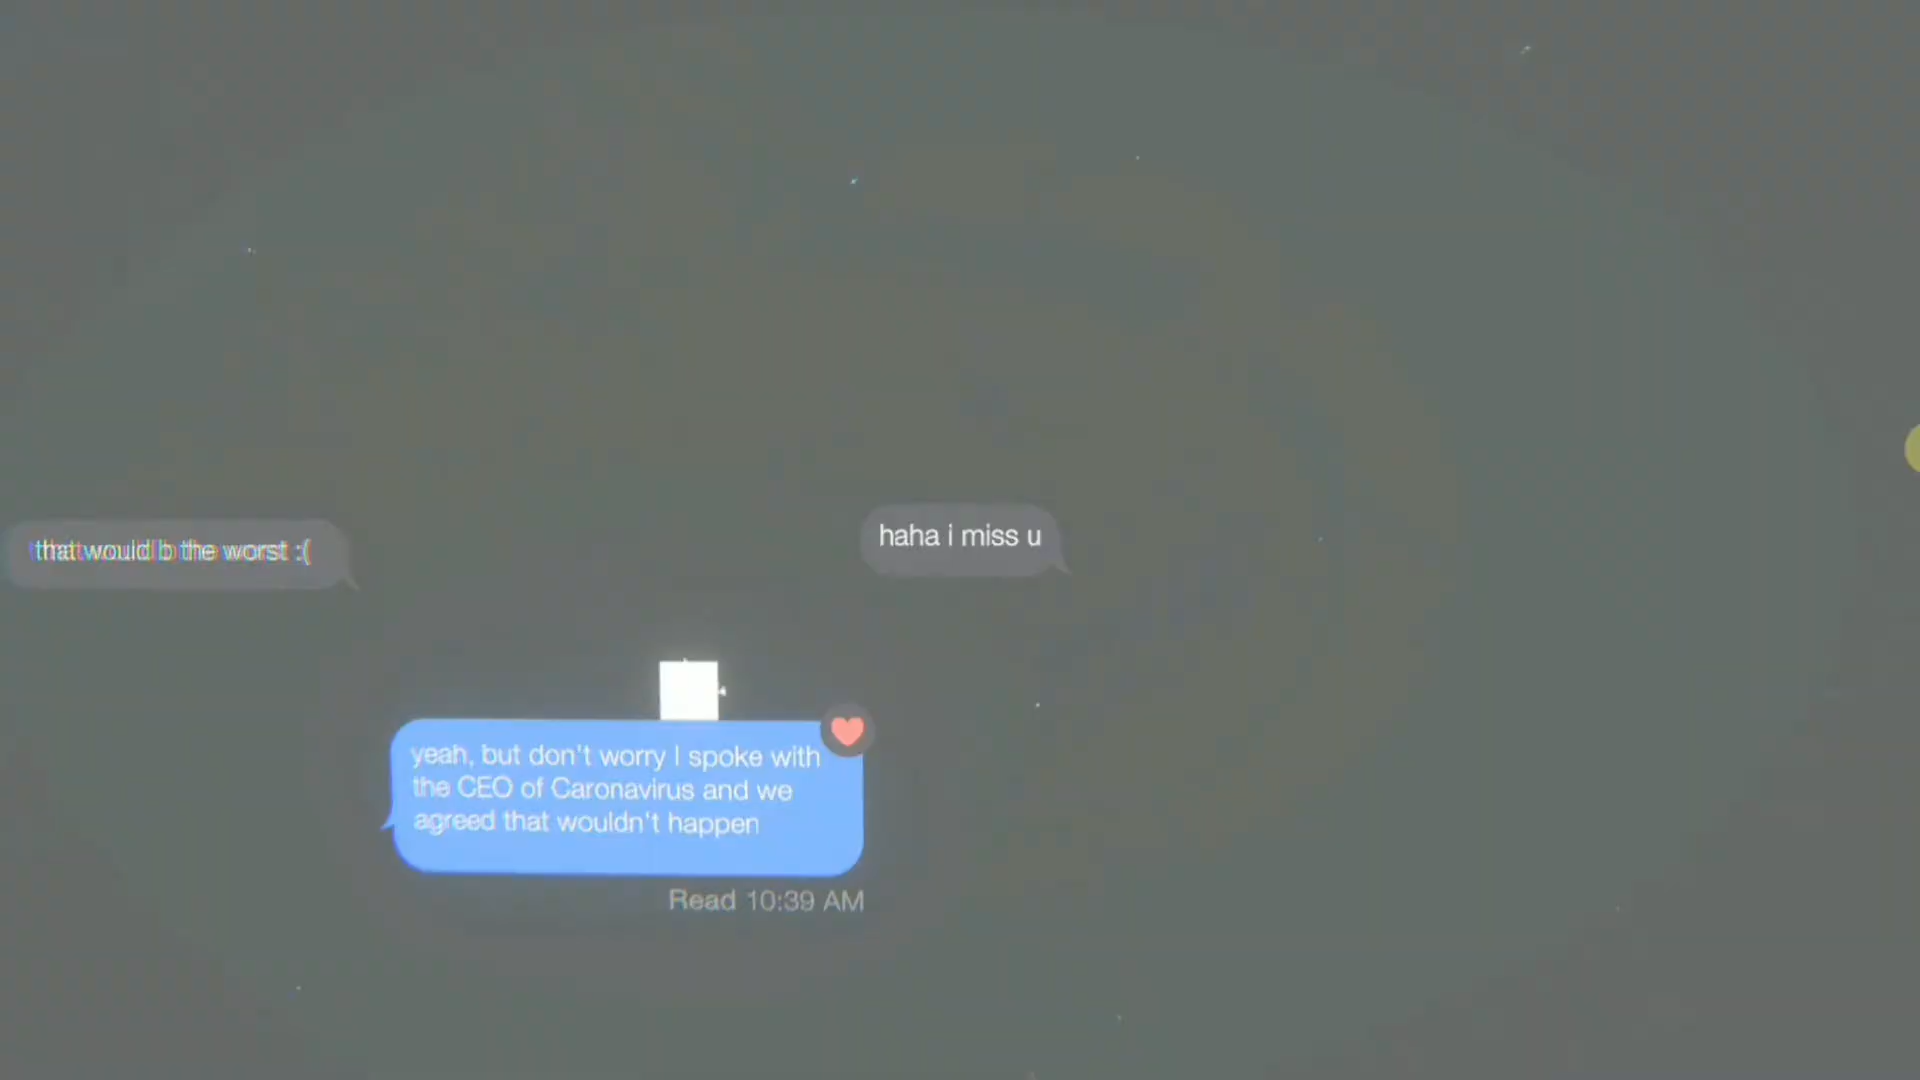 that would b the worst :(
haha i miss u
yeah, but don't worry I spoke with
the CEO of Caronavirus and we
agreed that wouldn't happen
Read 10:39 AM